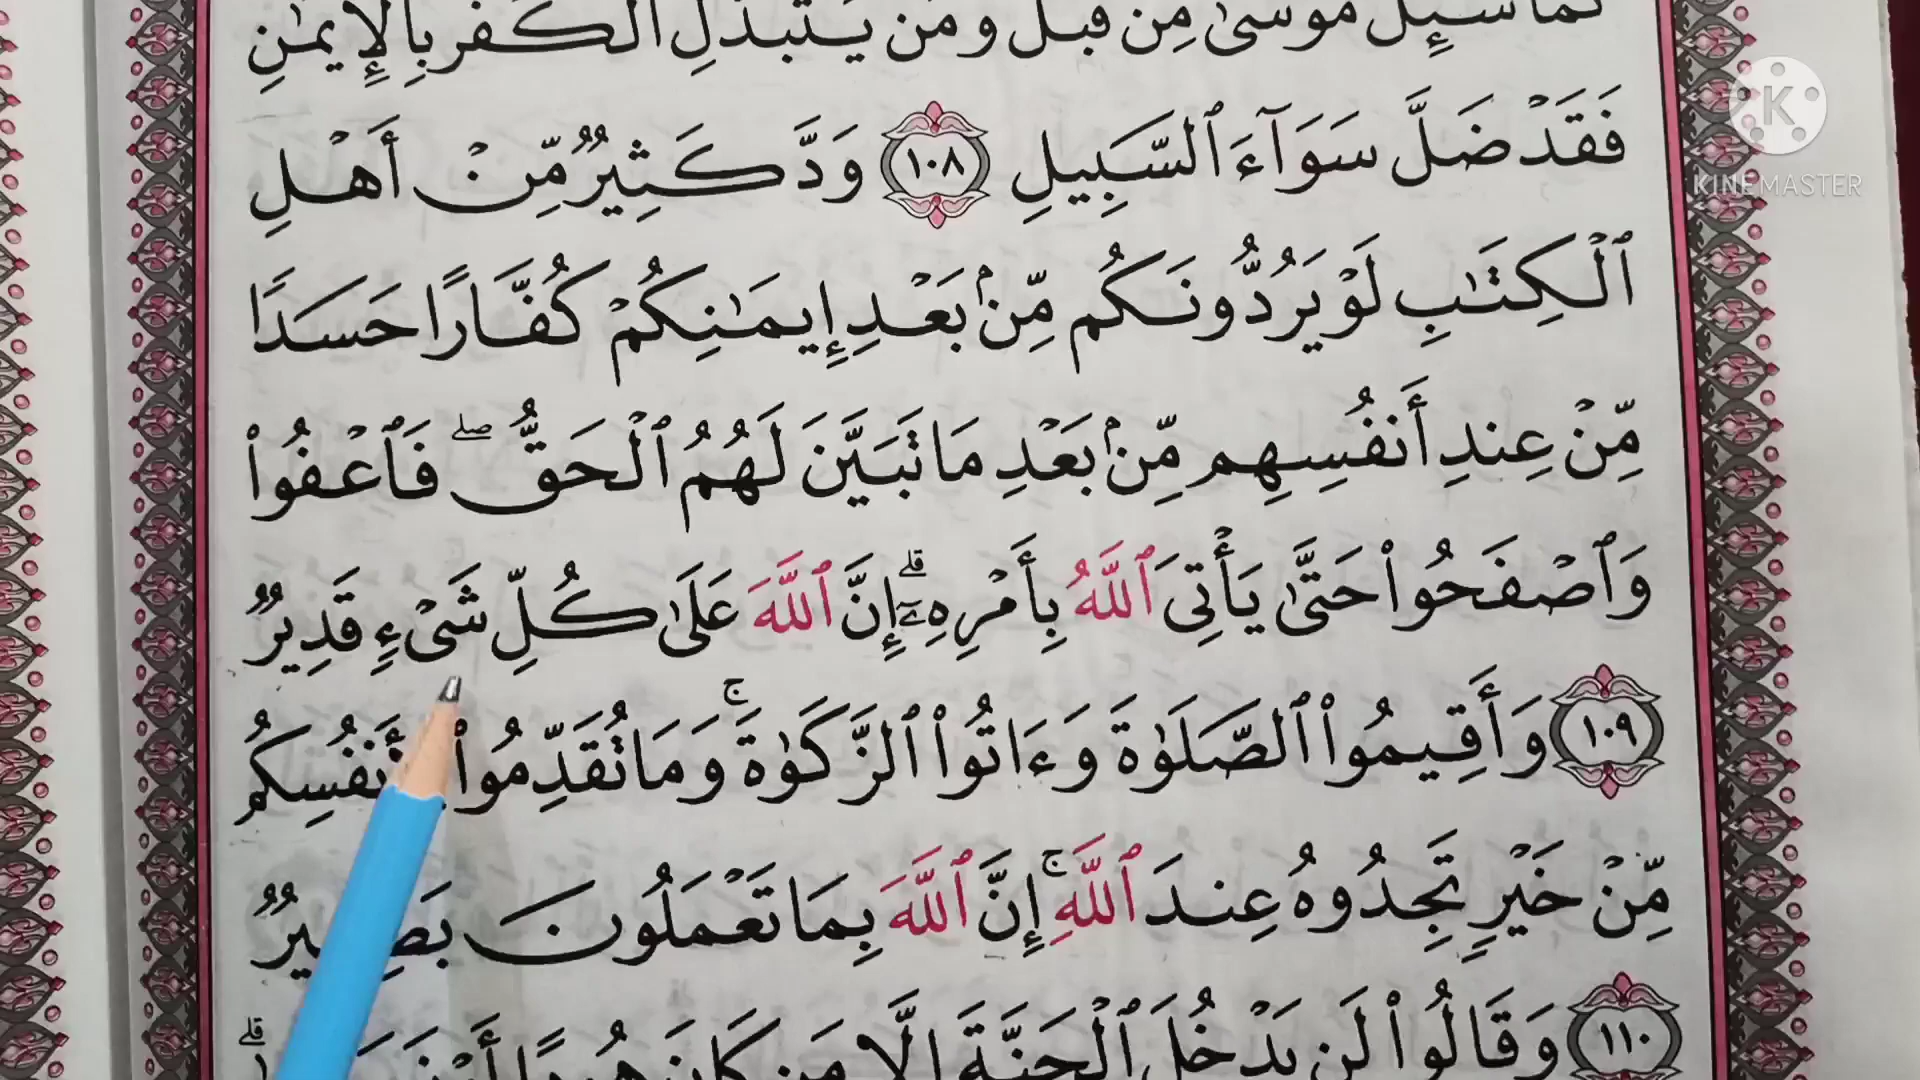 كَمَا سُئِلَ مُوسَىٰ مِن قَبْلُ وَمَن يَتَبَدَّلِ ٱلْكُفْرَ بِٱلْإِيمَٰنِ
فَقَدْ ضَلَّ سَوَآءَ ٱلسَّبِيلِ ١٠٨ وَدَّ كَثِيرٌ مِّنْ أَهْلِ
ٱلْكِتَٰبِ لَوْ يَرُدُّونَكُم مِّنۢ بَعْدِ إِيمَٰنِكُمْ كُفَّارًا حَسَدًا
مِّنْ عِندِ أَنفُسِهِم مِّنۢ بَعْدِ مَا تَبَيَّنَ لَهُمُ ٱلْحَقُّ ۖ فَٱعْفُوا۟
وَٱصْفَحُوا۟ حَتَّىٰ يَأْتِىَ ٱللَّهُ بِأَمْرِهِۦٓ ۗ إِنَّ ٱللَّهَ عَلَىٰ كُلِّ شَىْءٍ قَدِيرٌ
١٠٩ وَأَقِيمُوا۟ ٱلصَّلَوٰةَ وَءَاتُوا۟ ٱلزَّكَوٰةَ ۚ وَمَا تُقَدِّمُوا۟ لِأَنفُسِكُم
مِّنْ خَيْرٍ تَجِدُوهُ عِندَ ٱللَّهِ ۚ إِنَّ ٱللَّهَ بِمَا تَعْمَلُونَ بَصِيرٌ
١١٠ وَقَالُوا۟ لَن يَدْخُلَ ٱلْجَنَّةَ إِلَّا مَن كَانَ هُودًا أَوْ
KINEMASTER